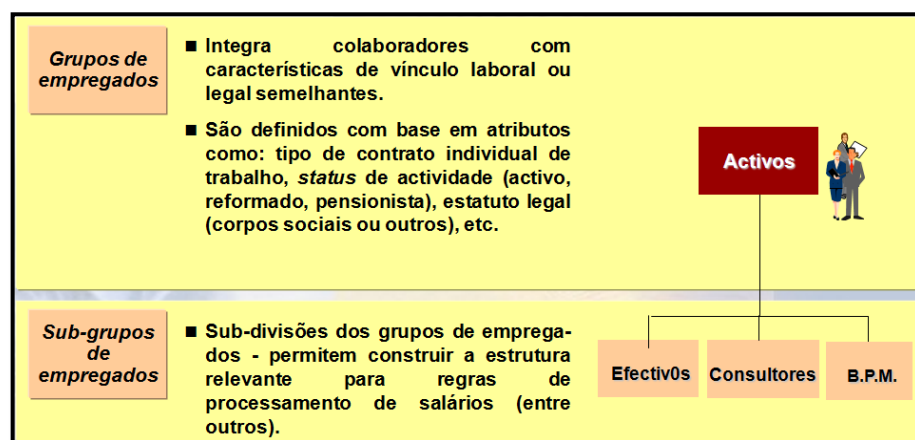 Grupos de
empregados
■ Integra colaboradores com
características de vínculo laboral ou
legal semelhantes.
■ São definidos com base em atributos
como: tipo de contrato individual de
trabalho, status de actividade (activo,
reformado, pensionista), estatuto legal
(corpos sociais ou outros), etc.
Activos
Sub-grupos
de
empregados
■ Sub-divisões dos grupos de emprega-
dos - permitem construir a estrutura
relevante para regras de
processamento de salários (entre
outros).
Efectiv0s
Consultores
B.P.M.